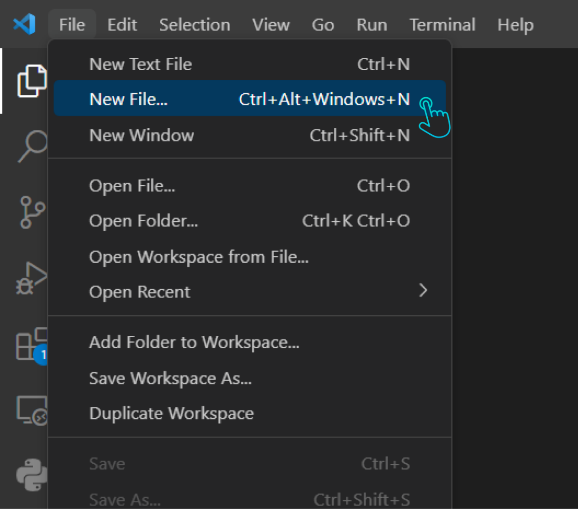 File Edit Selection View Go Run Terminal Help
New Text File Ctrl+N
New File... Ctrl+Alt+Windows+N
New Window Ctrl+Shift+N
Open File... Ctrl+O
Open Folder... Ctrl+K Ctrl+O
Open Workspace from File...
Open Recent
Add Folder to Workspace...
1
Save Workspace As...
Duplicate Workspace
Save Ctrl+S
Save As... Ctrl+Shift+S